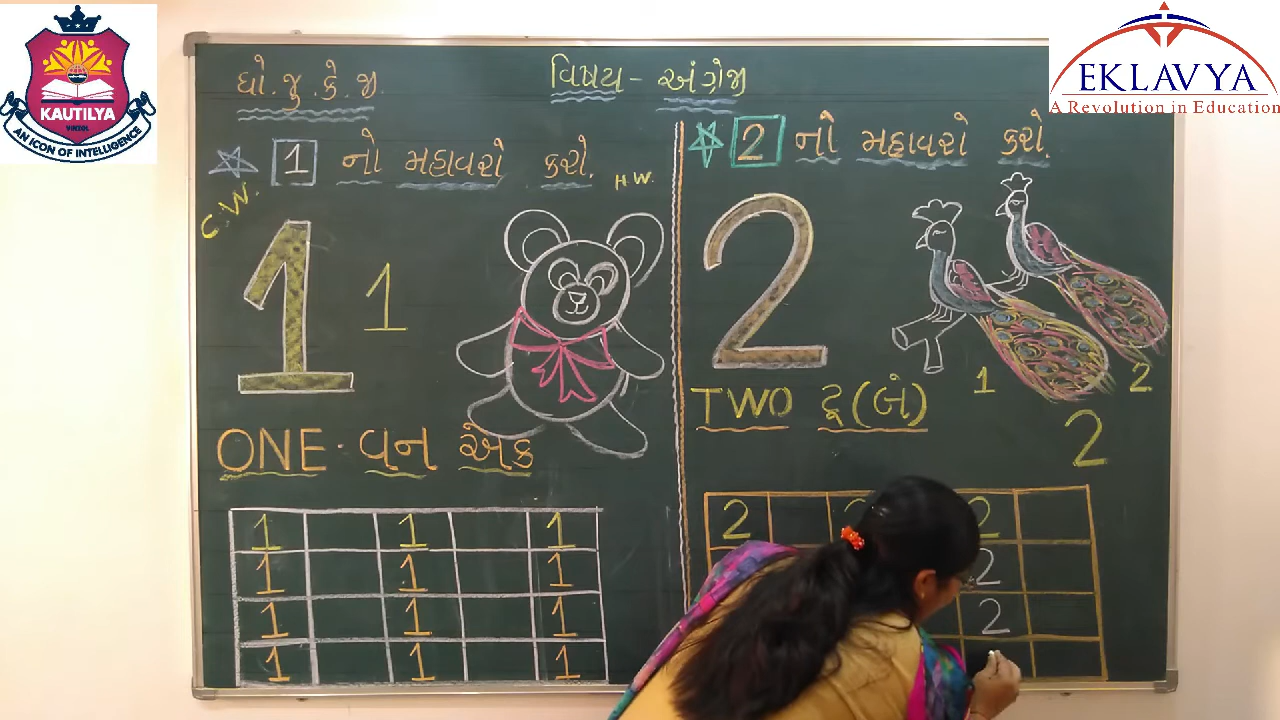 KAUTILYA
VINZOL
AN ICON OF INTELLIGENCE
EKLAVYA
A Revolution in Education
ધો. જુ. કે. જી.
વિષય - અંગ્રેજી
1 નો મહાવરો કરો.
C.W.
H.W.
1 1
ONE · વન એક
1 1 1
1 1 1
1 1 1
1 1 1
2 નો મહાવરો કરો.
2
1 2
TWO ટૂ (બે)
2
2 2
2
2